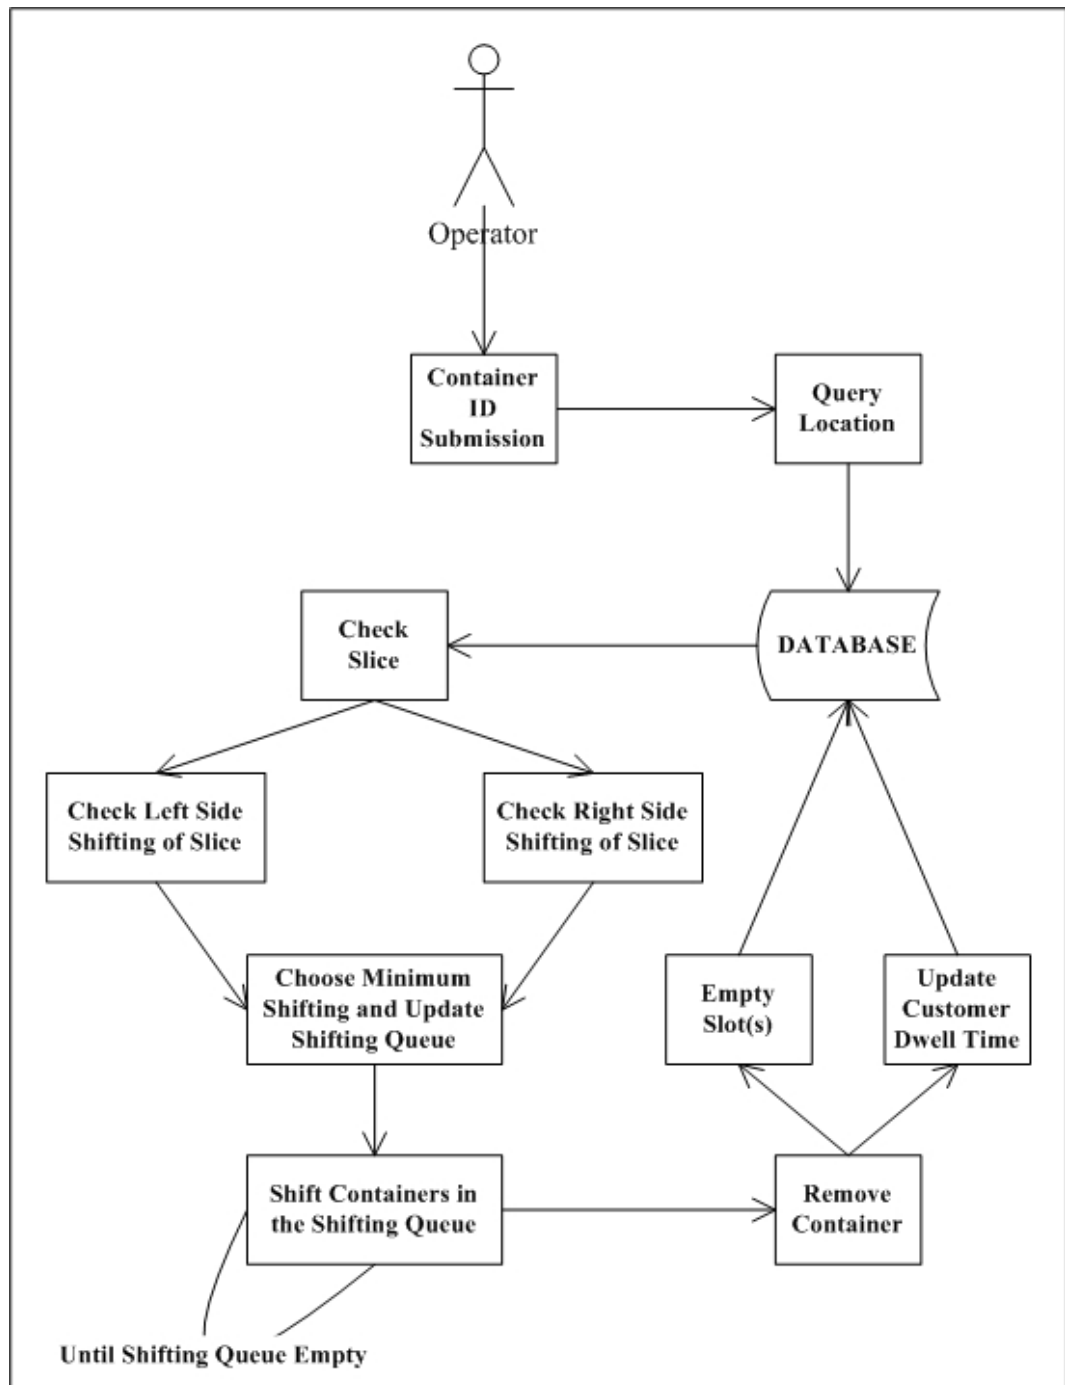 Operator
Container
ID
Submission
Query
Location
Check
Slice
DATABASE
Check Left Side
Shifting of Slice
Check Right Side
Shifting of Slice
Choose Minimum
Shifting and Update
Shifting Queue
Empty
Slot(s)
Update
Customer
Dwell Time
Shift Containers in
the Shifting Queue
Remove
Container
Until Shifting Queue Empty